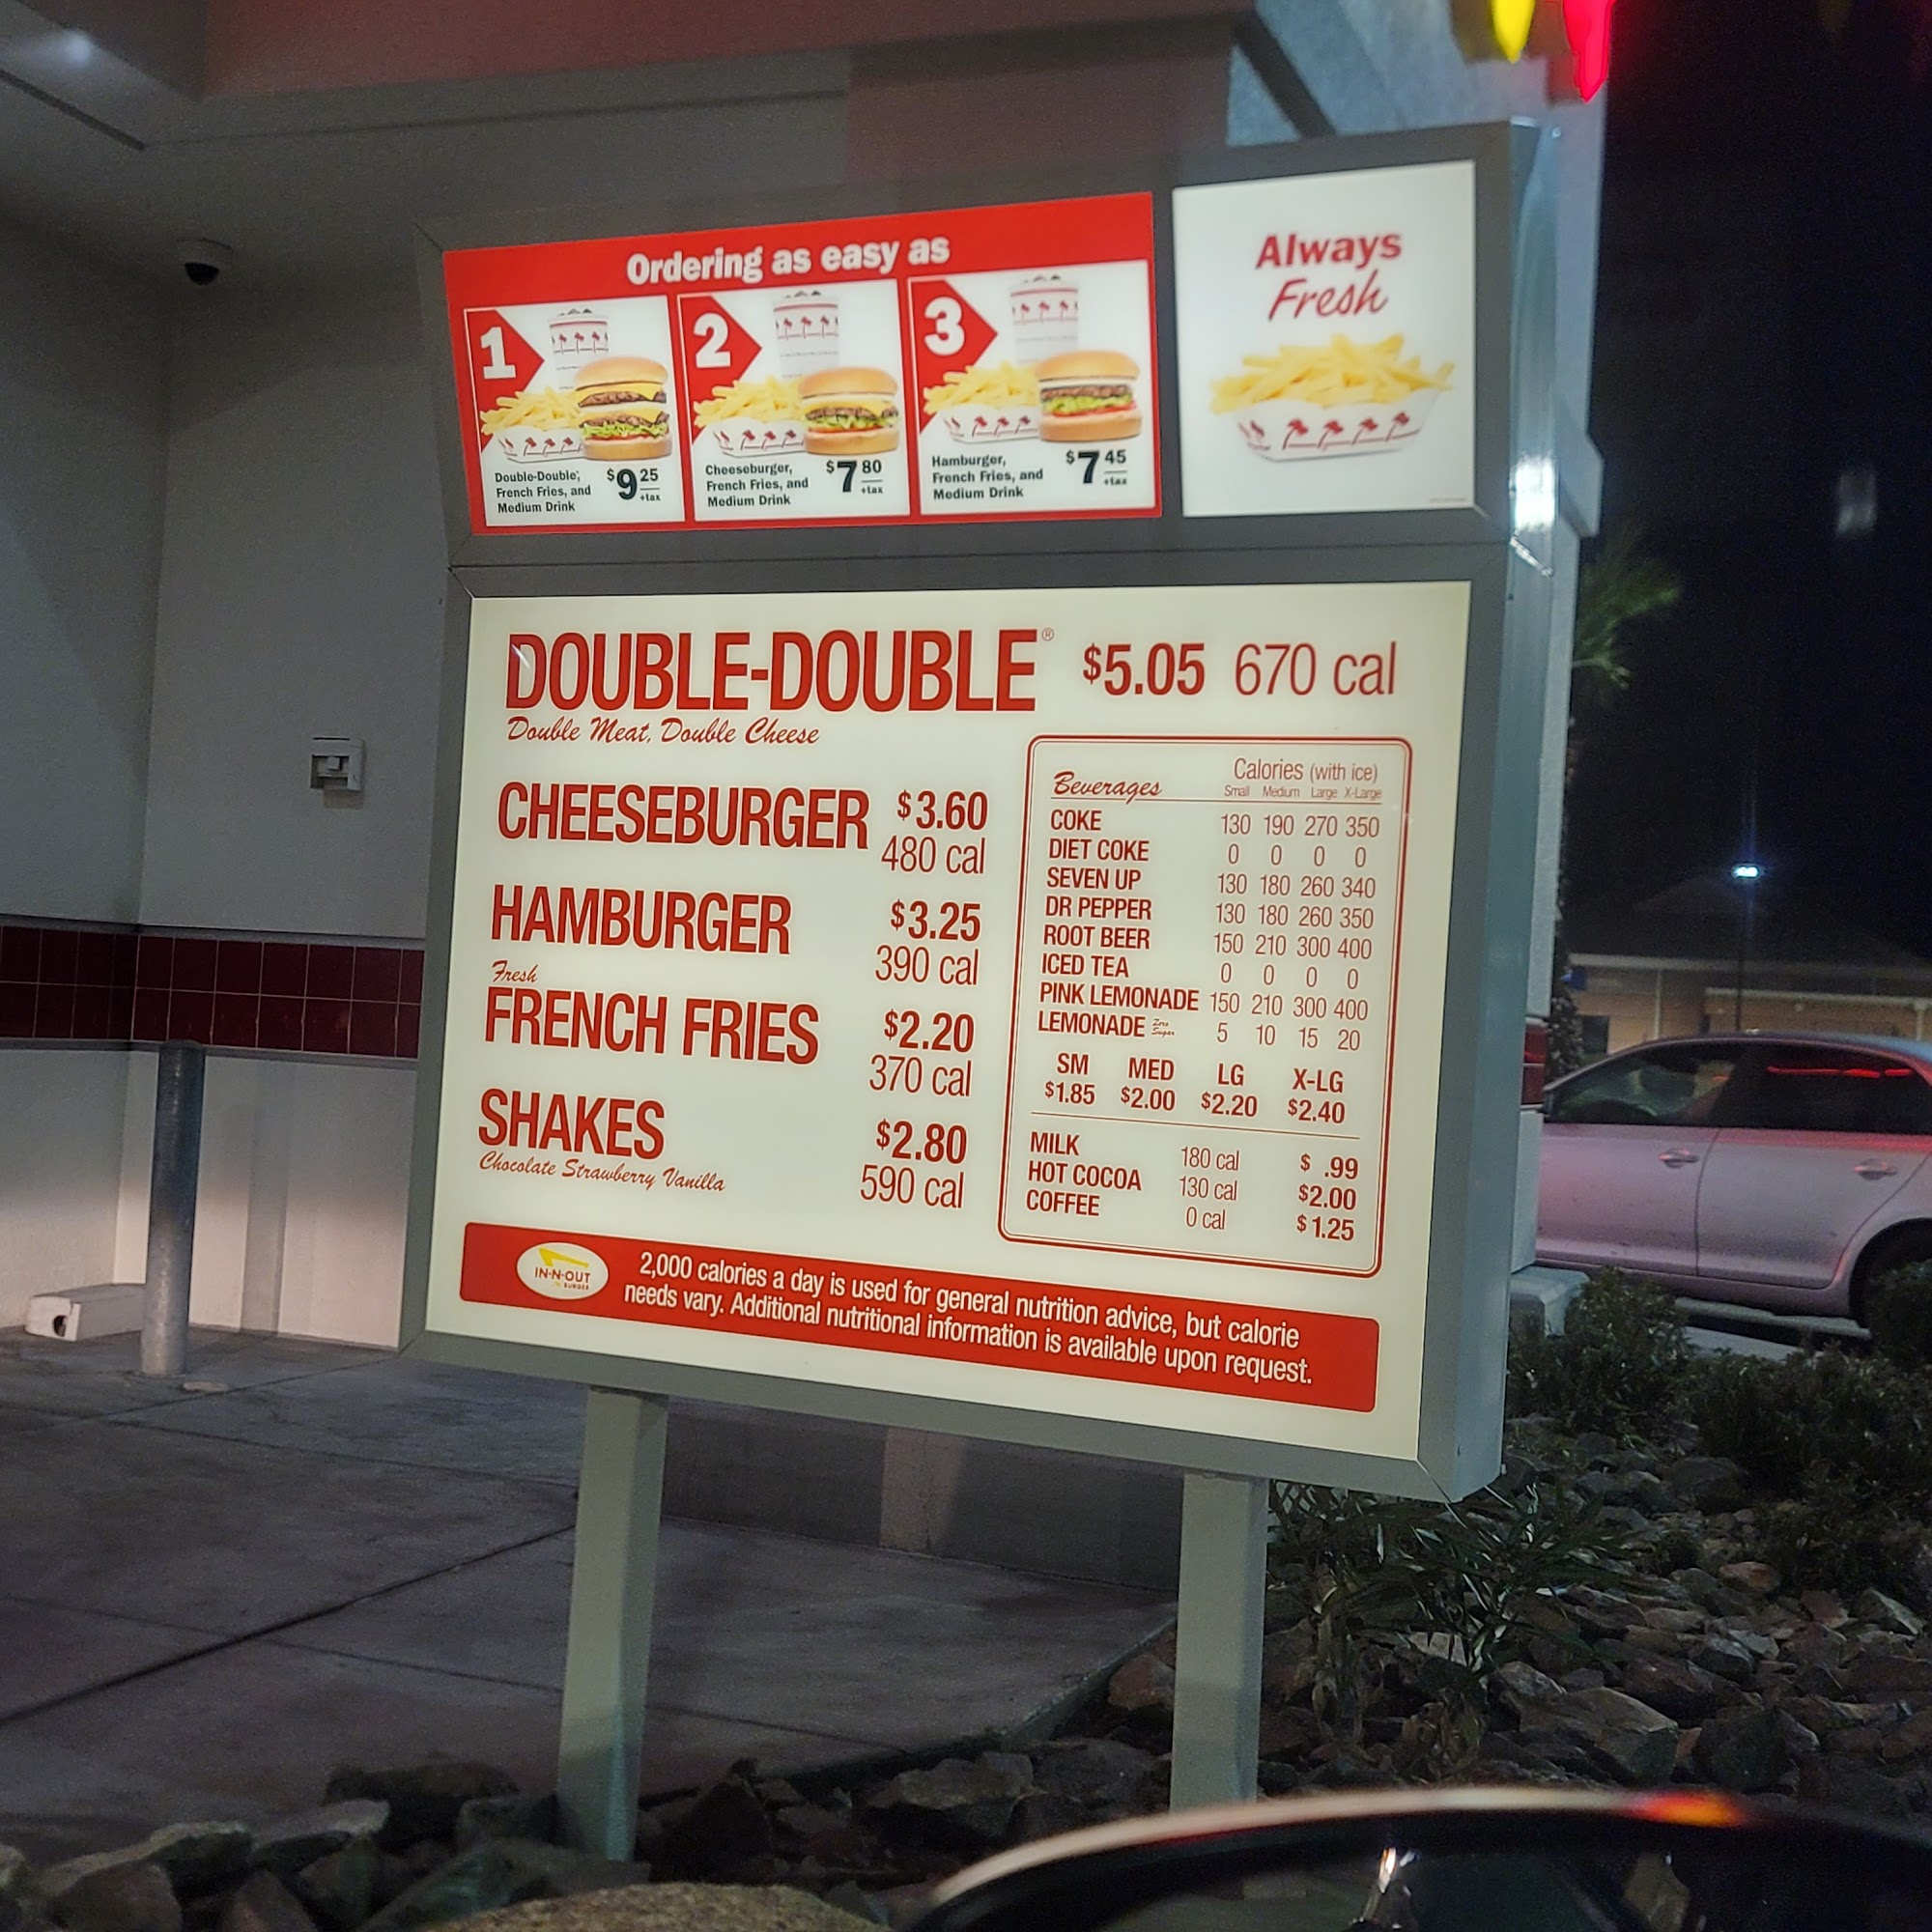 Ordering as easy as
1
Double-Double®,
French Fries, and
Medium Drink
$9 25
+tax
2
Cheeseburger,
French Fries, and
Medium Drink
$7 80
+tax
3
Hamburger,
French Fries, and
Medium Drink
$7 45
+tax
Always
Fresh
DOUBLE-DOUBLE® $5.05 670 cal
Double Meat, Double Cheese
CHEESEBURGER $3.60
480 cal
HAMBURGER $3.25
390 cal
Fresh
FRENCH FRIES $2.20
370 cal
SHAKES $2.80
Chocolate Strawberry Vanilla 590 cal
Calories (with ice)
Beverages Small Medium Large X-Large
COKE 130 190 270 350
DIET COKE 0 0 0 0
SEVEN UP 130 180 260 340
DR PEPPER 130 180 260 350
ROOT BEER 150 210 300 400
ICED TEA 0 0 0 0
PINK LEMONADE 150 210 300 400
LEMONADE Zero Sugar 5 10 15 20
SM MED LG X-LG
$1.85 $2.00 $2.20 $2.40
MILK 180 cal $ .99
HOT COCOA 130 cal $2.00
COFFEE 0 cal $1.25
IN-N-OUT
BURGER
2,000 calories a day is used for general nutrition advice, but calorie
needs vary. Additional nutritional information is available upon request.